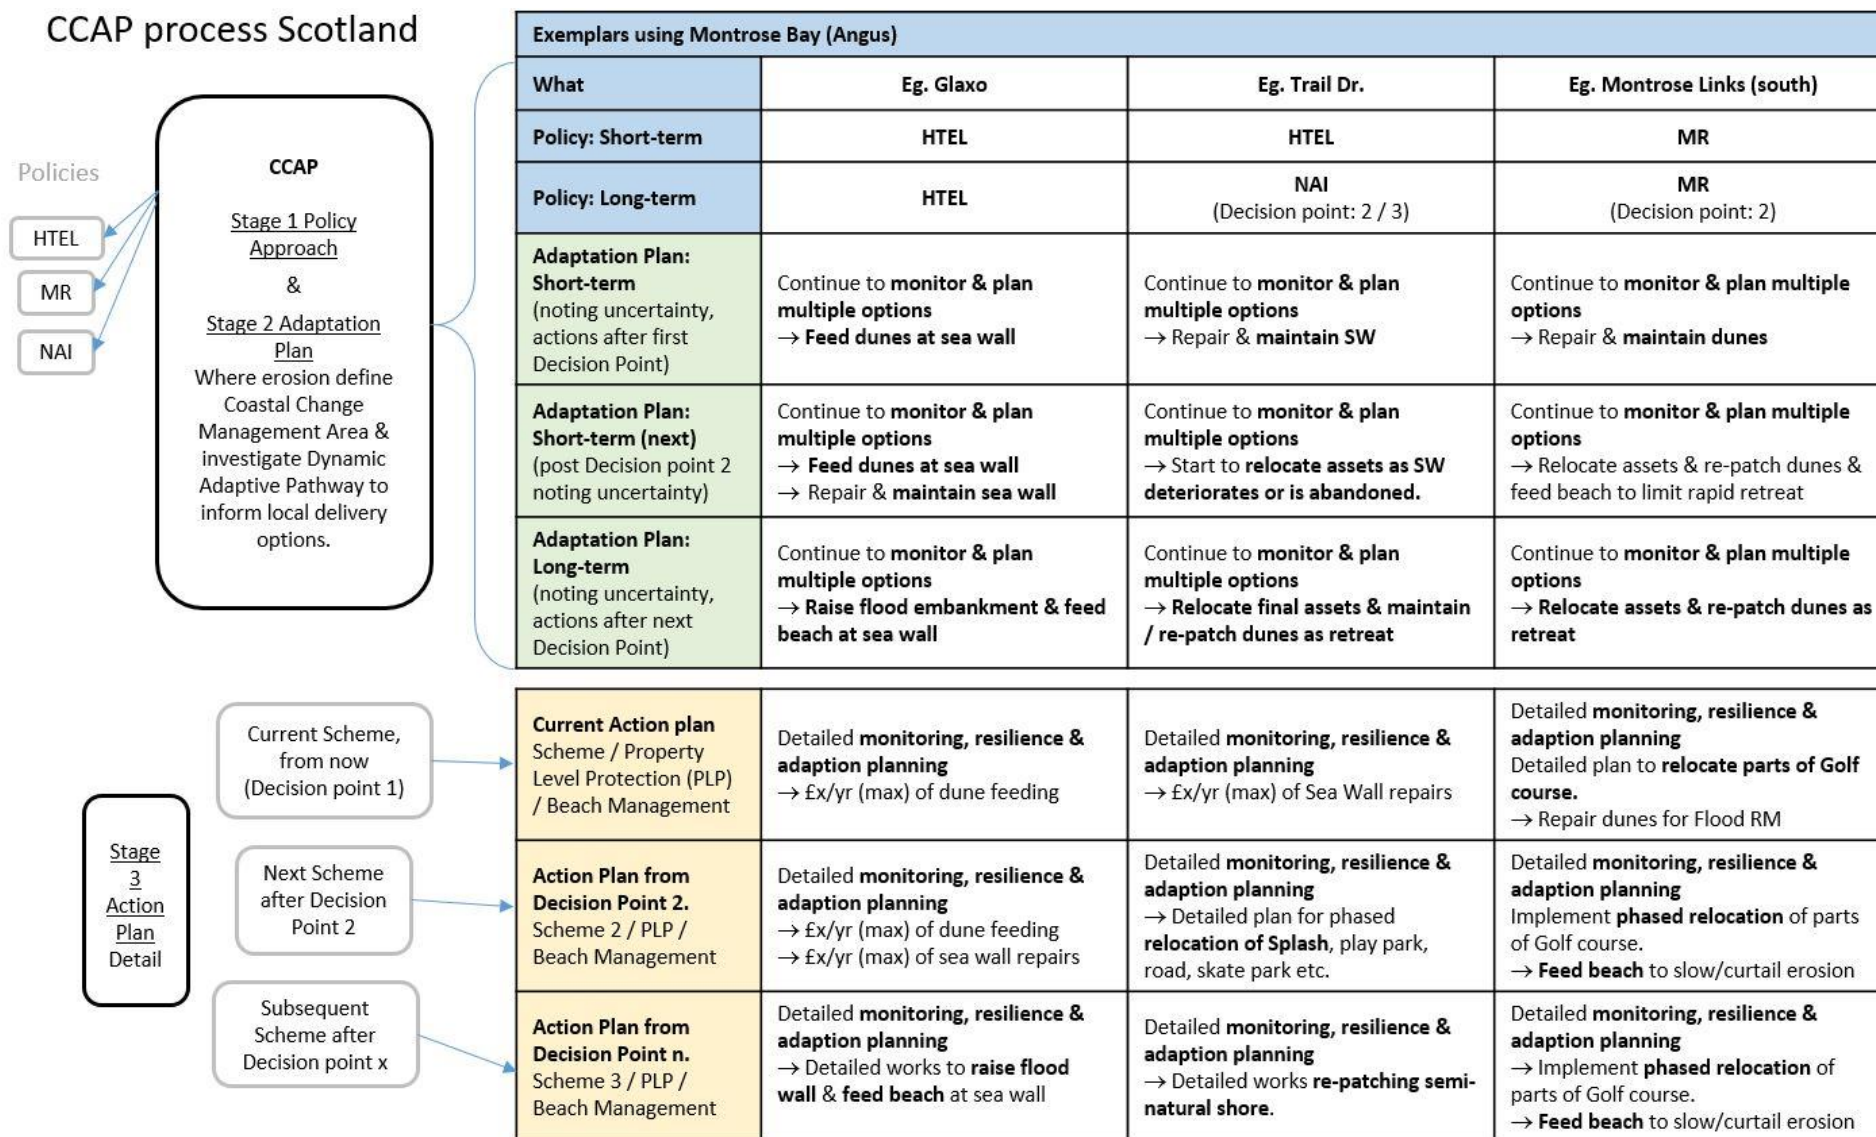 CCAP process Scotland
Policies
HTEL
MR
NAI
CCAP
Stage 1 Policy
Approach
&
Stage 2 Adaptation
Plan
Where erosion define
Coastal Change
Management Area &
investigate Dynamic
Adaptive Pathway to
inform local delivery
options.
Exemplars using Montrose Bay (Angus)
What
Eg. Glaxo
Eg. Trail Dr.
Eg. Montrose Links (south)
Policy: Short-term
HTEL
HTEL
MR
Policy: Long-term
HTEL
NAI
(Decision point: 2 / 3)
MR
(Decision point: 2)
Adaptation Plan:
Short-term
(noting uncertainty,
actions after first
Decision Point)
Continue to monitor & plan
multiple options
→ Feed dunes at sea wall
Continue to monitor & plan
multiple options
→ Repair & maintain SW
Continue to monitor & plan multiple
options
→ Repair & maintain dunes
Adaptation Plan:
Short-term (next)
(post Decision point 2
noting uncertainty)
Continue to monitor & plan
multiple options
→ Feed dunes at sea wall
→ Repair & maintain sea wall
Continue to monitor & plan
multiple options
→ Start to relocate assets as SW
deteriorates or is abandoned.
Continue to monitor & plan multiple
options
→ Relocate assets & re-patch dunes &
feed beach to limit rapid retreat
Adaptation Plan:
Long-term
(noting uncertainty,
actions after next
Decision Point)
Continue to monitor & plan
multiple options
→ Raise flood embankment & feed
beach at sea wall
Continue to monitor & plan
multiple options
→ Relocate final assets & maintain
/ re-patch dunes as retreat
Continue to monitor & plan multiple
options
→ Relocate assets & re-patch dunes as
retreat
Stage
3
Action
Plan
Detail
Current Scheme,
from now
(Decision point 1)
Current Action plan
Scheme / Property
Level Protection (PLP)
/ Beach Management
Detailed monitoring, resilience &
adaption planning
→ £x/yr (max) of dune feeding
Detailed monitoring, resilience &
adaption planning
→ £x/yr (max) of Sea Wall repairs
Detailed monitoring, resilience &
adaption planning
Detailed plan to relocate parts of Golf
course.
→ Repair dunes for Flood RM
Next Scheme
after Decision
Point 2
Action Plan from
Decision Point 2.
Scheme 2 / PLP /
Beach Management
Detailed monitoring, resilience &
adaption planning
→ £x/yr (max) of dune feeding
→ £x/yr (max) of sea wall repairs
Detailed monitoring, resilience &
adaption planning
→ Detailed plan for phased
relocation of Splash, play park,
road, skate park etc.
Detailed monitoring, resilience &
adaption planning
Implement phased relocation of parts
of Golf course.
→ Feed beach to slow/curtail erosion
Subsequent
Scheme after
Decision point x
Action Plan from
Decision Point n.
Scheme 3 / PLP /
Beach Management
Detailed monitoring, resilience &
adaption planning
→ Detailed works to raise flood
wall & feed beach at sea wall
Detailed monitoring, resilience &
adaption planning
→ Detailed works re-patching semi-
natural shore.
Detailed monitoring, resilience &
adaption planning
→ Implement phased relocation of
parts of Golf course.
→ Feed beach to slow/curtail erosion